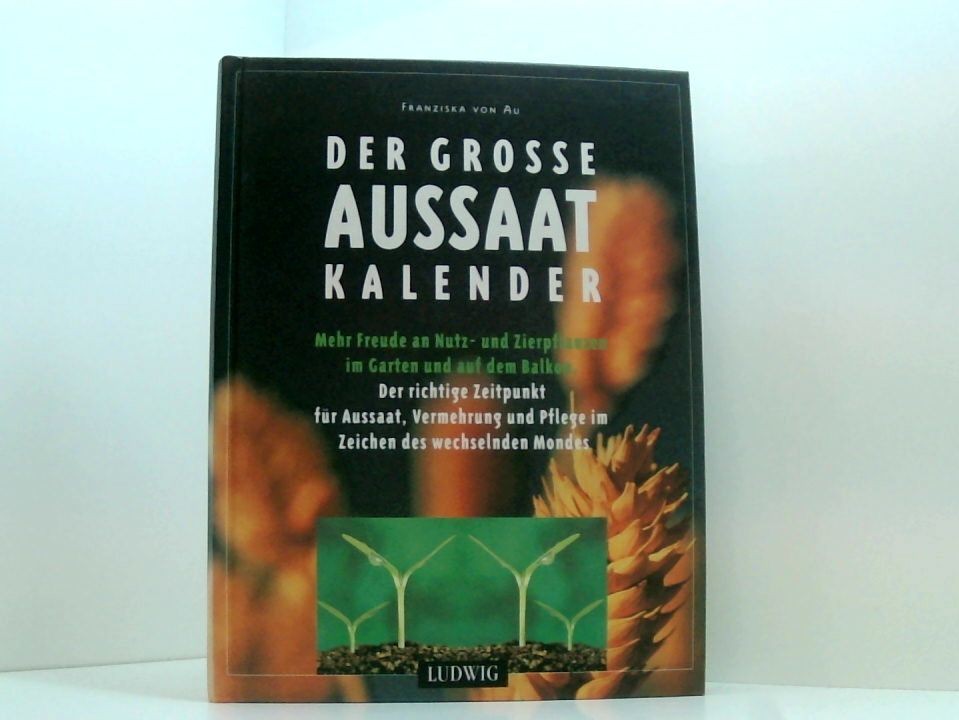 FRANZISKA VON AU
DER GROSSE
AUSSAAT
KALENDER
Mehr Freude an Nutz- und Zierpflanzen
im Garten und auf dem Balkon.
Der richtige Zeitpunkt
für Aussaat, Vermehrung und Pflege im
Zeichen des wechselnden Mondes
LUDWIG